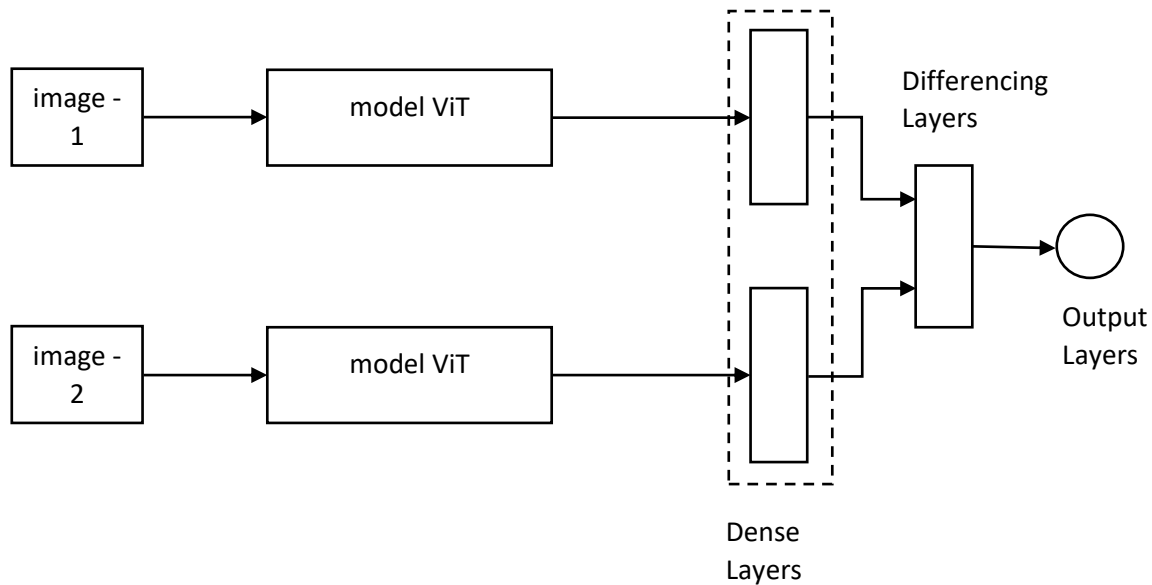 image -
1
model ViT
Differencing
Layers
image -
2
model ViT
Output
Layers
Dense
Layers